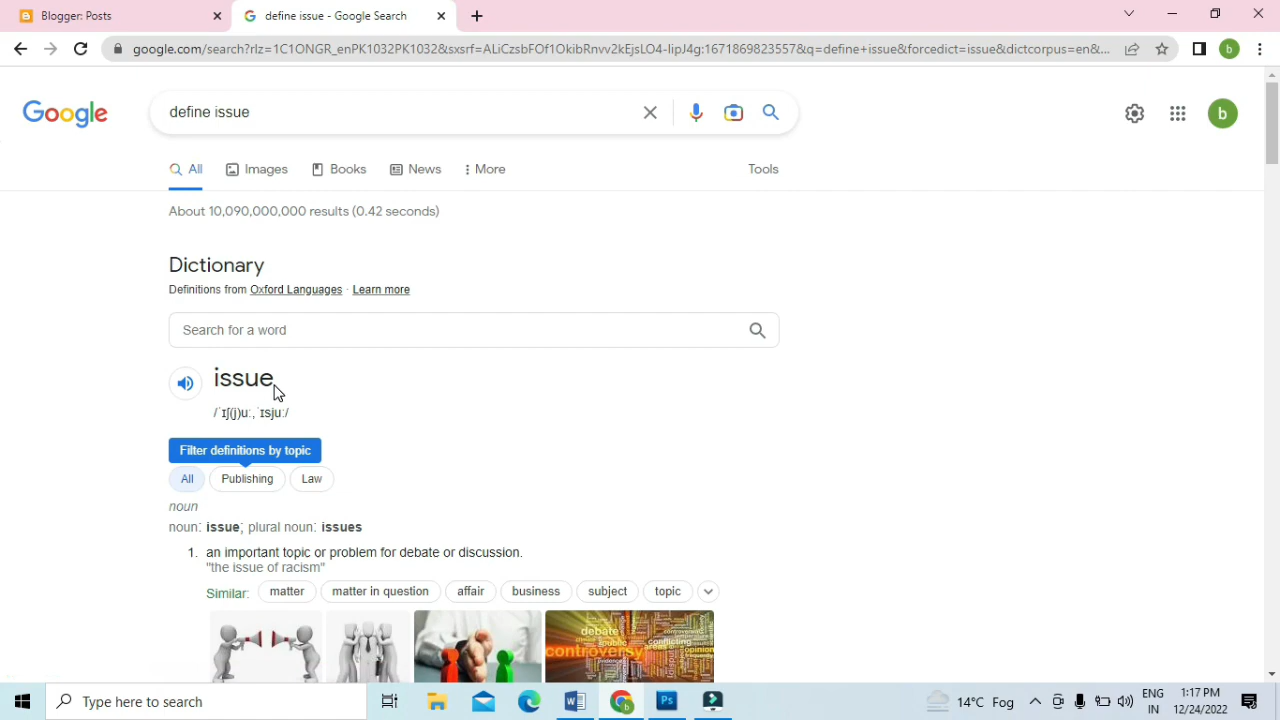 Blogger: Posts
define issue - Google Search
google.com/search?rlz=1C1ONGR_enPK1032PK1032&sxsrf=ALiCzsbFOf1OkibRnvv2kEjsLO4-lipJ4g:1671869823557&q=define+issue&forcedict=issue&dictcorpus=en&...
b
Google
define issue
b
All
Images
Books
News
More
Tools
About 10,090,000,000 results (0.42 seconds)
Dictionary
Definitions from Oxford Languages · Learn more
Search for a word
issue
/ˈɪʃ(j)uː,ˈɪsjuː/
Filter definitions by topic
All
Publishing
Law
noun
noun: issue; plural noun: issues
1. an important topic or problem for debate or discussion.
"the issue of racism"
Similar:
matter
matter in question
affair
business
subject
topic
debate
controversy
conflicting
Type here to search
14°C Fog
ENG
IN
1:17 PM
12/24/2022